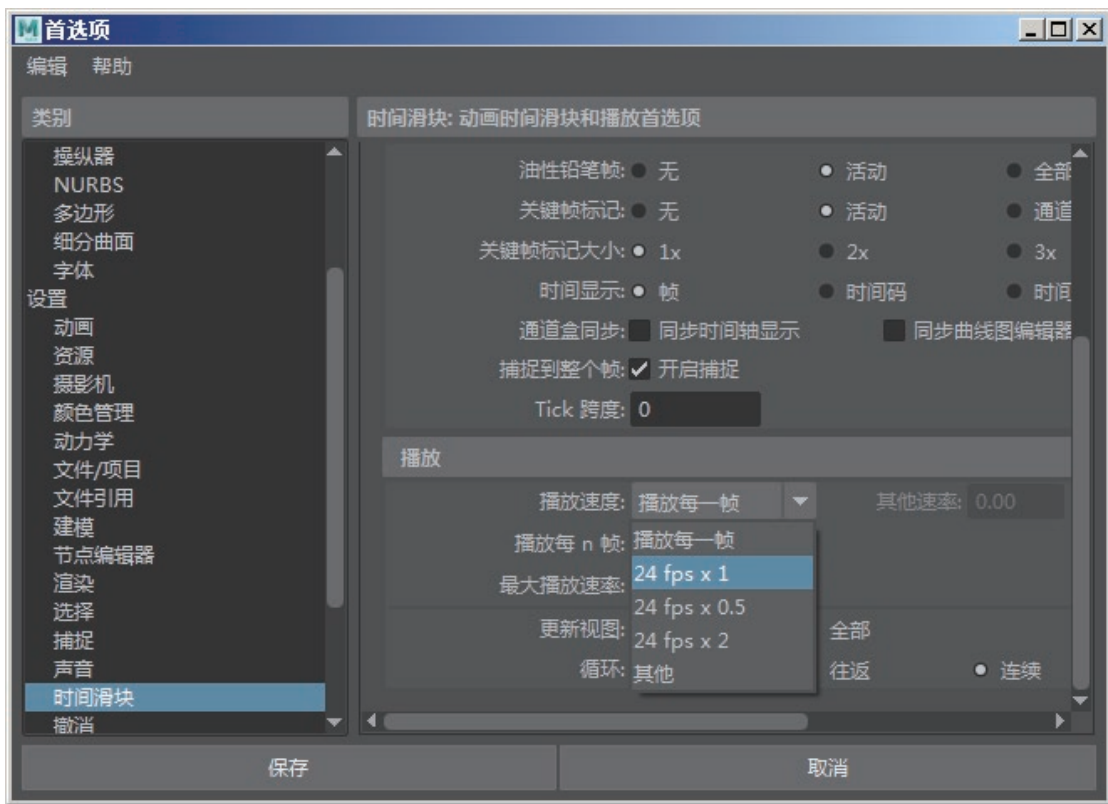 首选项
编辑 帮助
类别
操纵器
NURBS
多边形
细分曲面
字体
设置
动画
资源
摄影机
颜色管理
动力学
文件/项目
文件引用
建模
节点编辑器
渲染
选择
捕捉
声音
时间滑块
撤消
时间滑块: 动画时间滑块和播放首选项
油性铅笔帧: 无 活动 全部
关键帧标记: 无 活动 通道
关键帧标记大小: 1x 2x 3x
时间显示: 帧 时间码 时间
通道盒同步: 同步时间轴显示 同步曲线图编辑器
捕捉到整个帧: 开启捕捉
Tick 跨度: 0
播放
播放速度: 播放每一帧 其他速率: 0.00
播放每 n 帧: 播放每一帧
24 fps x 1
最大播放速率:
24 fps x 0.5
更新视图: 24 fps x 2 全部
循环: 其他 往返 连续
保存 取消